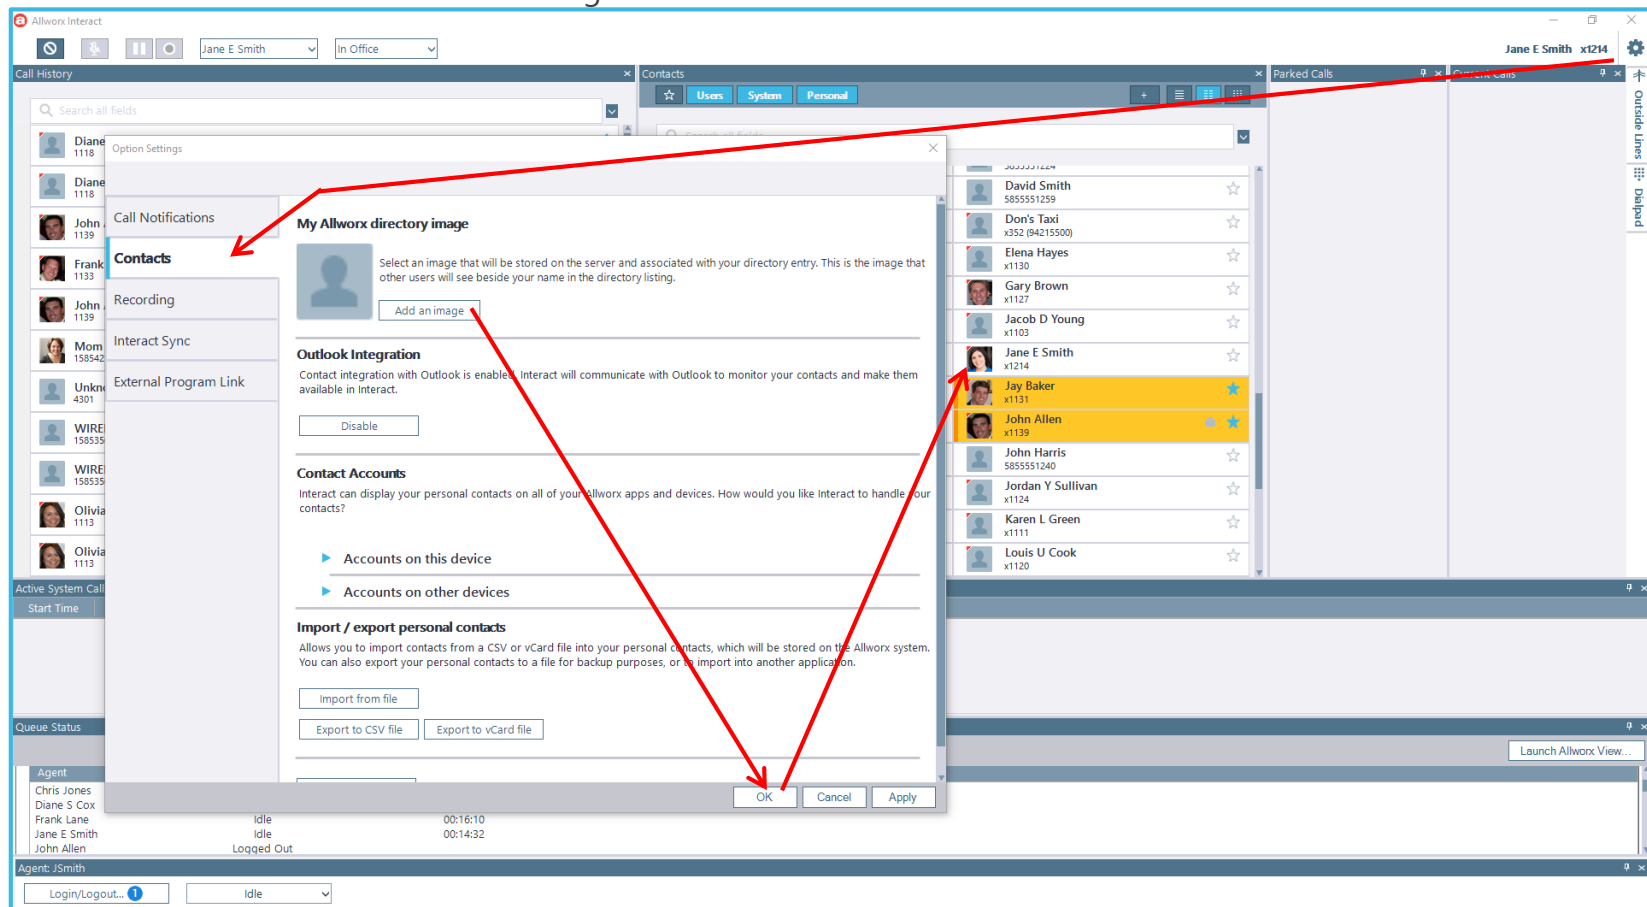 Allworx Interact
Jane E Smith
In Office
Jane E Smith x1214
Call History
Contacts
Parked Calls
Current Calls
Users
System
Personal
Search all fields
Search all fields
Outside Lines
Dialpad
Diane
1118
Diane
1118
John
1139
Frank
1133
John
1139
Mom
158542
Unkn
4301
WIRE
158535
WIRE
158535
Olivia
1113
Olivia
1113
Option Settings
Call Notifications
Contacts
Recording
Interact Sync
External Program Link
My Allworx directory image
Select an image that will be stored on the server and associated with your directory entry. This is the image that
other users will see beside your name in the directory listing.
Add an image
Outlook Integration
Contact integration with Outlook is enabled. Interact will communicate with Outlook to monitor your contacts and make them
available in Interact.
Disable
Contact Accounts
Interact can display your personal contacts on all of your Allworx apps and devices. How would you like Interact to handle your
contacts?
Accounts on this device
Accounts on other devices
Import / export personal contacts
Allows you to import contacts from a CSV or vCard file into your personal contacts, which will be stored on the Allworx system.
You can also export your personal contacts to a file for backup purposes, or to import into another application.
Import from file
Export to CSV file
Export to vCard file
OK
Cancel
Apply
5855551224
David Smith
5855551259
Don's Taxi
x352 (94215500)
Elena Hayes
x1130
Gary Brown
x1127
Jacob D Young
x1103
Jane E Smith
x1214
Jay Baker
x1131
John Allen
x1139
John Harris
5855551240
Jordan Y Sullivan
x1124
Karen L Green
x1111
Louis U Cook
x1120
Active System Call
Start Time
Queue Status
Launch Allworx View...
Agent
Chris Jones
Diane S Cox
Frank Lane Idle 00:16:10
Jane E Smith Idle 00:14:32
John Allen Logged Out
Agent: JSmith
Login/Logout... 1
Idle